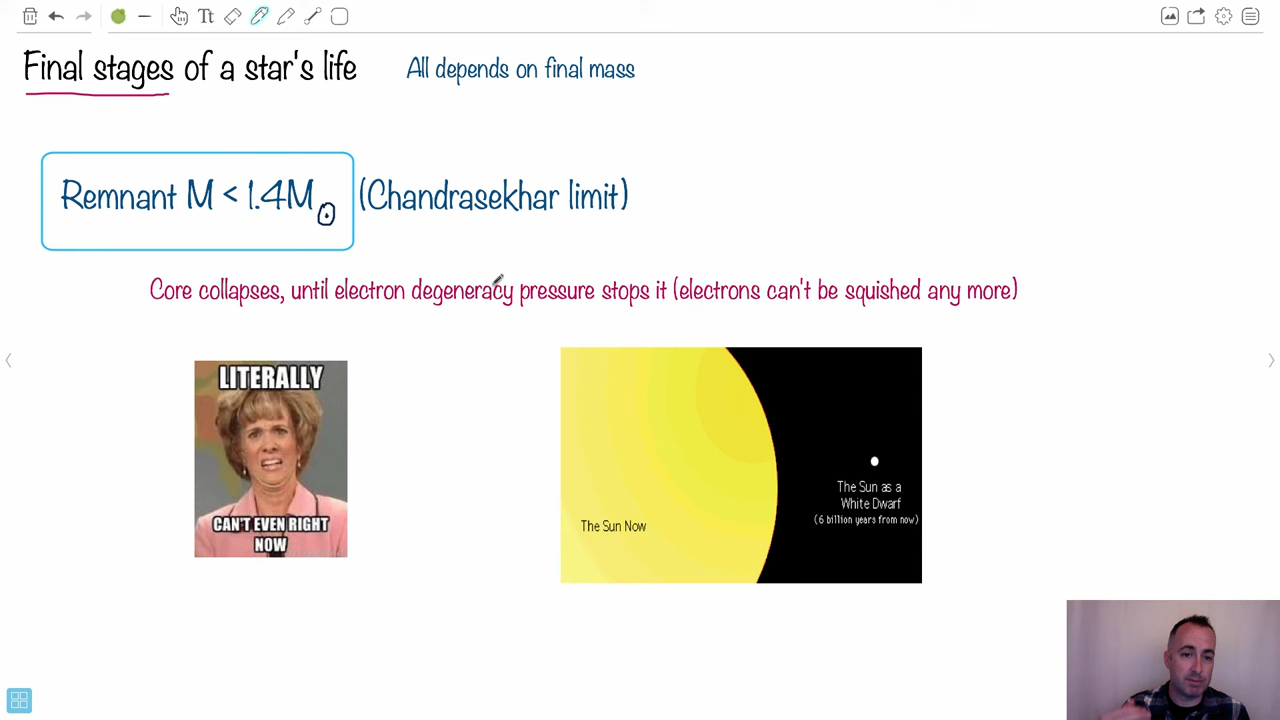 Final stages of a star's life
All depends on final mass
Remnant M < 1.4M⊙ (Chandrasekhar limit)
Core collapses, until electron degeneracy pressure stops it (electrons can't be squished any more)
LITERALLY
CAN'T EVEN RIGHT
NOW
The Sun Now
The Sun as a
White Dwarf
(6 billion years from now)
Tt